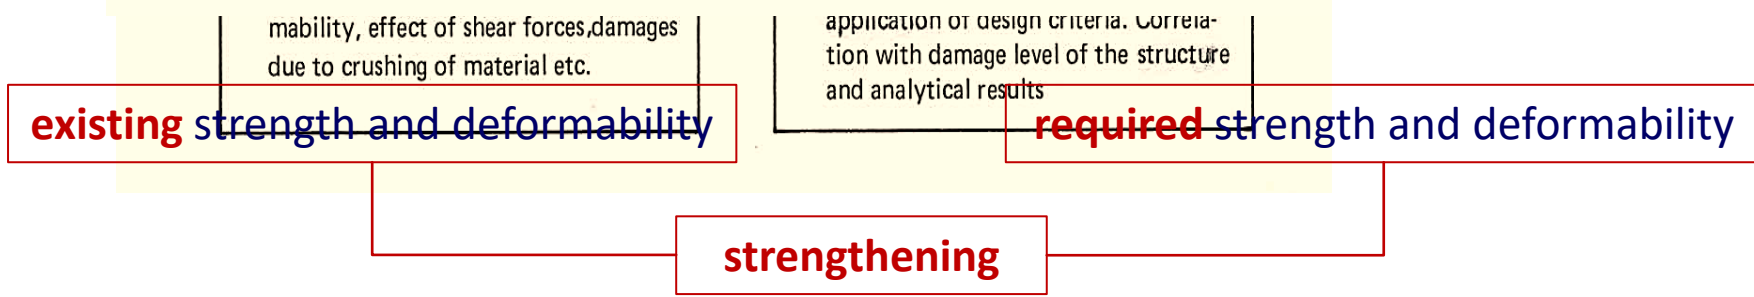 mability, effect of shear forces,damages
due to crushing of material etc.
application of design criteria. Correla-
tion with damage level of the structure
and analytical results
existing strength and deformability
required strength and deformability
strengthening